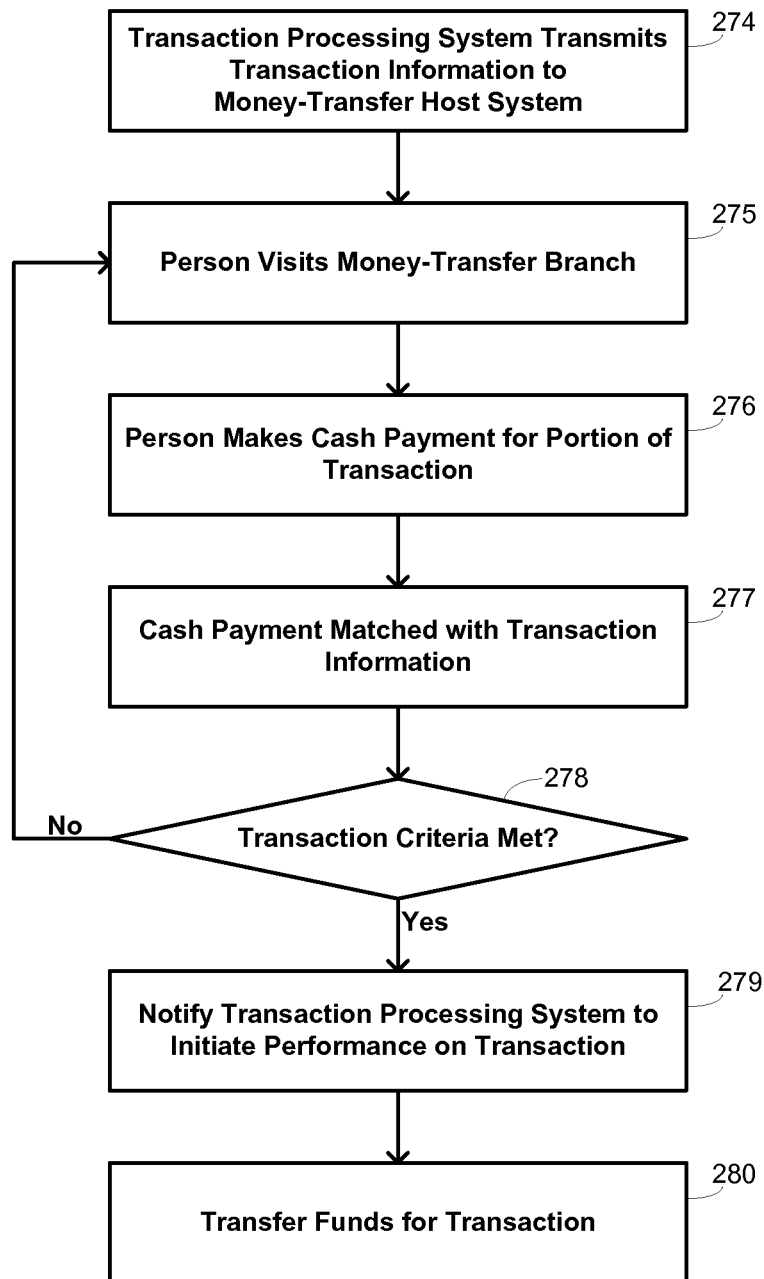 274
Transaction Processing System Transmits
Transaction Information to
Money-Transfer Host System
275
Person Visits Money-Transfer Branch
276
Person Makes Cash Payment for Portion of
Transaction
277
Cash Payment Matched with Transaction
Information
278
Transaction Criteria Met?
No
Yes
279
Notify Transaction Processing System to
Initiate Performance on Transaction
280
Transfer Funds for Transaction